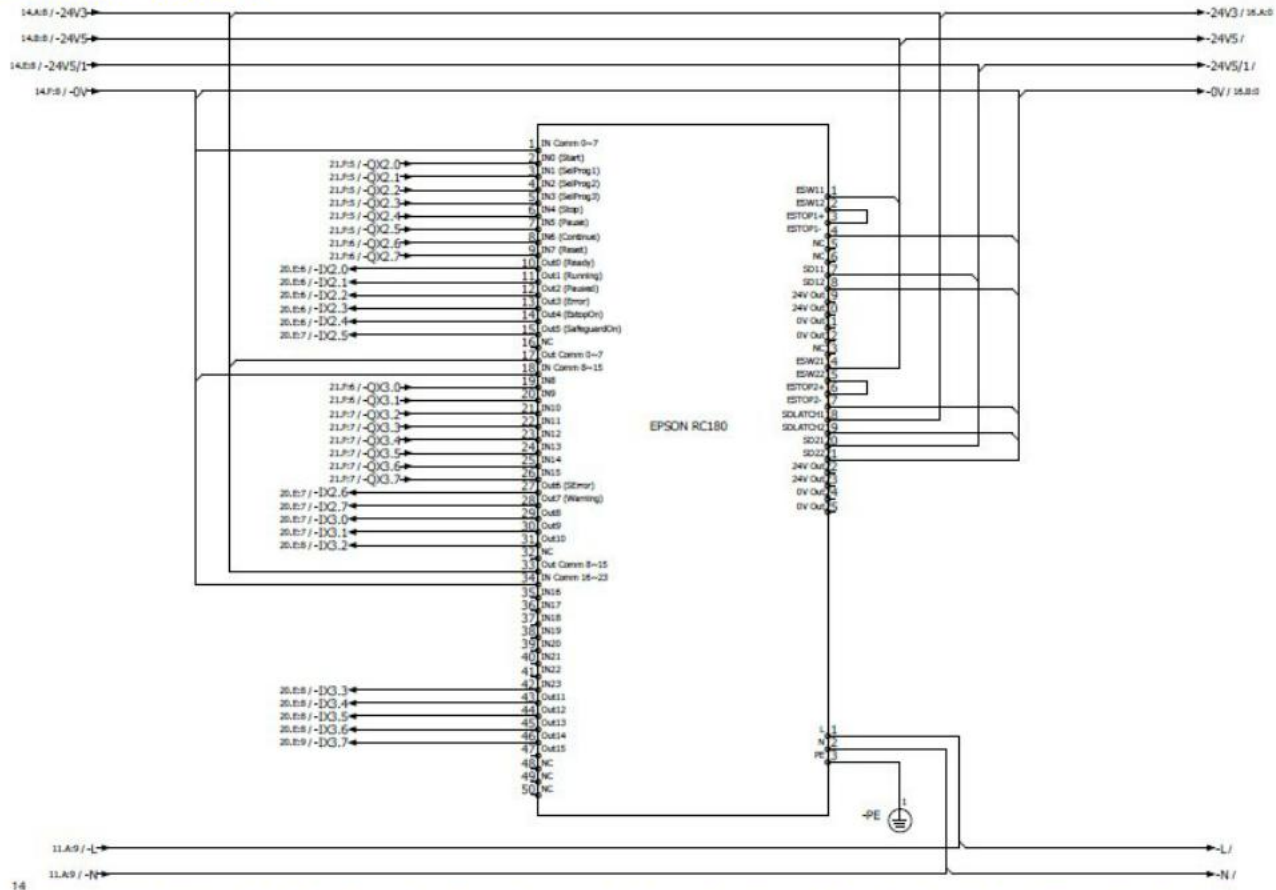 14.A:8 / -24V3
-24V3 / 16.A:0
14.B:8 / -24V5
-24V5 /
14.E:8 / -24V5/1
-24V5/1 /
14.F:8 / -0V
-0V / 16.B:0
1 IN Comm 0~7
21.F:5 / -QX2.0 2 IN0 (Start)
21.F:5 / -QX2.1 3 IN1 (SelProg1)
21.F:5 / -QX2.2 4 IN2 (SelProg2)
21.F:5 / -QX2.3 5 IN3 (SelProg3)
21.F:5 / -QX2.4 6 IN4 (Stop)
21.F:5 / -QX2.5 7 IN5 (Pause)
21.F:6 / -QX2.6 8 IN6 (Continue)
21.F:6 / -QX2.7 9 IN7 (Reset)
20.E:6 / -IX2.0 10 Out0 (Ready)
20.E:6 / -IX2.1 11 Out1 (Running)
20.E:6 / -IX2.2 12 Out2 (Paused)
20.E:6 / -IX2.3 13 Out3 (Error)
20.E:6 / -IX2.4 14 Out4 (EstopOn)
20.E:7 / -IX2.5 15 Out5 (SafeguardOn)
16 NC
17 Out Comm 0~7
18 IN Comm 8~15
21.F:6 / -QX3.0 19 IN8
21.F:6 / -QX3.1 20 IN9
21.F:7 / -QX3.2 21 IN10
21.F:7 / -QX3.3 22 IN11
21.F:7 / -QX3.4 23 IN12
21.F:7 / -QX3.5 24 IN13
21.F:7 / -QX3.6 25 IN14
21.F:7 / -QX3.7 26 IN15
20.E:7 / -IX2.6 27 Out6 (SError)
20.E:7 / -IX2.7 28 Out7 (Warning)
20.E:7 / -IX3.0 29 Out8
20.E:7 / -IX3.1 30 Out9
20.E:8 / -IX3.2 31 Out10
32 NC
33 Out Comm 8~15
34 IN Comm 16~23
35 IN16
36 IN17
37 IN18
38 IN19
39 IN20
40 IN21
41 IN22
42 IN23
20.E:8 / -IX3.3 43 Out11
20.E:8 / -IX3.4 44 Out12
20.E:8 / -IX3.5 45 Out13
20.E:8 / -IX3.6 46 Out14
20.E:9 / -IX3.7 47 Out15
48 NC
49 NC
50 NC
EPSON RC180
ESW11 1
ESW12 2
ESTOP1+ 3
ESTOP1- 4
NC 5
NC 6
SD11 7
SD12 8
24V Out 9
24V Out 0
0V Out 1
0V Out 2
NC 3
ESW21 4
ESW22 5
ESTOP2+ 6
ESTOP2- 7
SDLATCH1 8
SDLATCH2 9
SD21 0
SD22 1
24V Out 2
24V Out 3
0V Out 4
0V Out 5
L 1
N 2
PE 3
-PE 1
11.A:9 / -L
-L /
11.A:9 / -N
-N /
14